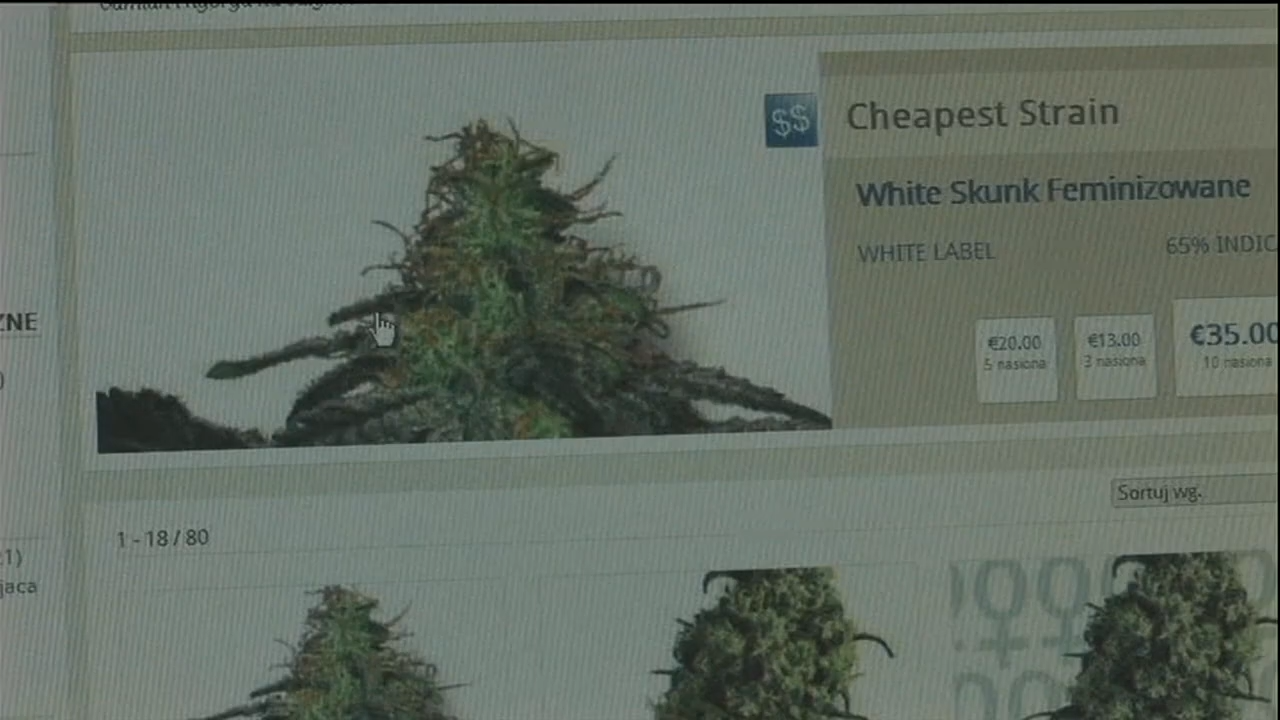 $$
Cheapest Strain
White Skunk Feminizowane
WHITE LABEL 65% INDIC
ZNE
€20.00 €13.00 €35.00
5 nasiona 3 nasiona 10 nasiona
)
Sortuj wg.
1 - 18 / 80
1)
jaca